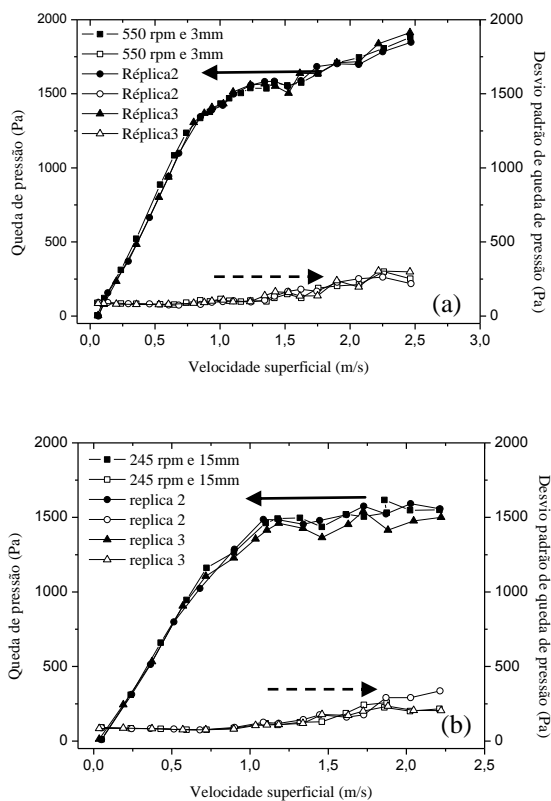 2000
1500
1000
500
0
Queda de pressão (Pa)
550 rpm e 3mm
550 rpm e 3mm
Réplica2
Réplica2
Réplica3
Réplica3
(a)
2000
1500
1000
500
0
Desvio padrão de queda de pressão
(Pa)
0,0 0,5 1,0 1,5 2,0 2,5 3,0
Velocidade superficial (m/s)
2000
1500
1000
500
0
Queda de pressão (Pa)
245 rpm e 15mm
245 rpm e 15mm
replica 2
replica 2
replica 3
replica 3
(b)
2000
1500
1000
500
0
Desvio padrão de queda de pressão
(Pa)
0,0 0,5 1,0 1,5 2,0 2,5
Velocidade superficial (m/s)